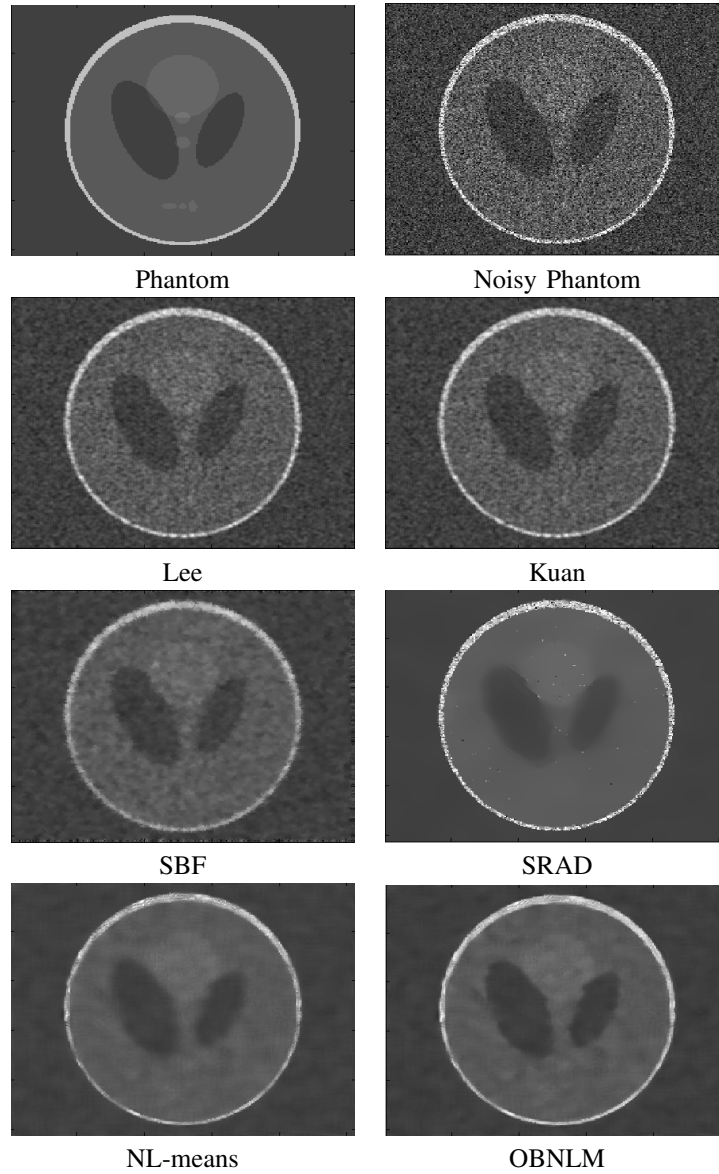 Phantom
Noisy Phantom
Lee
Kuan
SBF
SRAD
NL-means
OBNLM